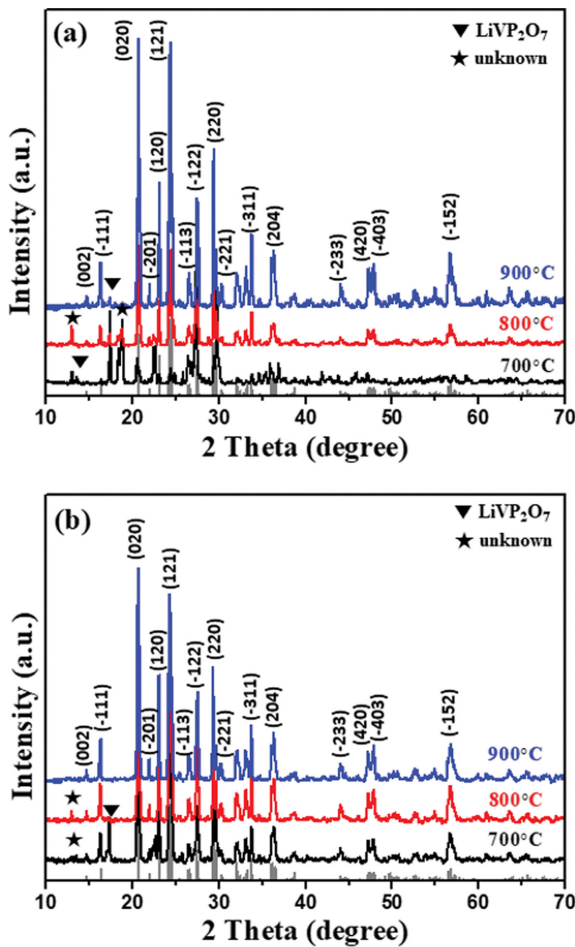 (a)
▼ LiVP₂O₇
★ unknown
(002)
(-111)
(020)
(-201)
(120)
(121)
(-113)
(-122)
(220)
(-221)
(-311)
(204)
(-233)
(420)
(-403)
(-152)
900°C
800°C
700°C
Intensity (a.u.)
10 20 30 40 50 60 70
2 Theta (degree)
(b)
▼ LiVP₂O₇
★ unknown
(002)
(-111)
(020)
(-201)
(120)
(121)
(-113)
(-122)
(220)
(-221)
(-311)
(204)
(-233)
(420)
(-403)
(-152)
900°C
800°C
700°C
Intensity (a.u.)
10 20 30 40 50 60 70
2 Theta (degree)